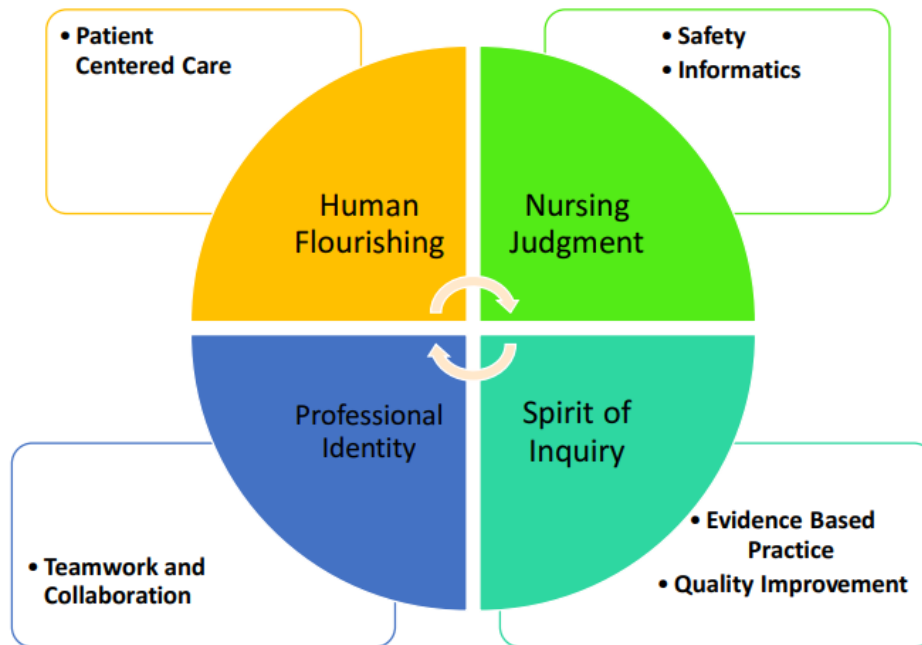 • Patient
Centered Care
• Safety
• Informatics
Human
Flourishing
Nursing
Judgment
Professional
Identity
Spirit of
Inquiry
• Teamwork and
Collaboration
• Evidence Based
Practice
• Quality Improvement